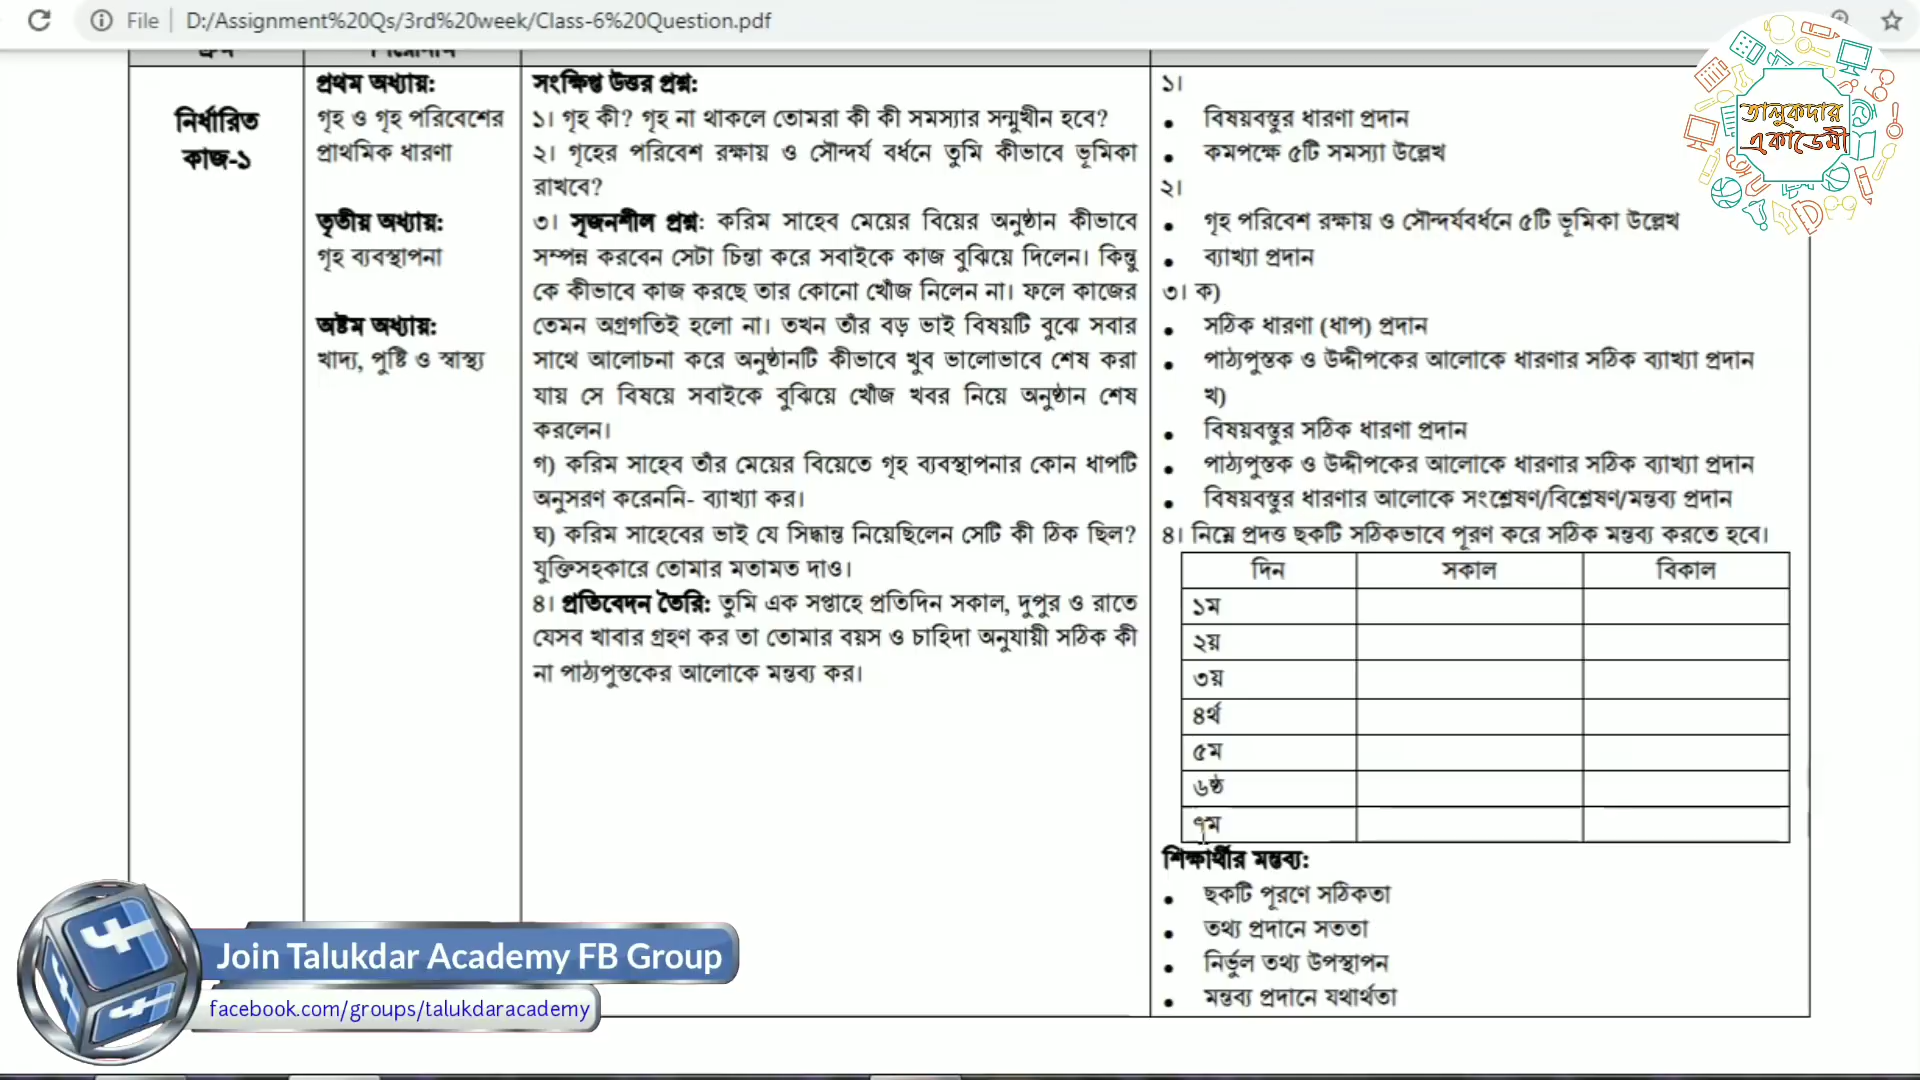 File
D:/Assignment%20Qs/3rd%20week/Class-6%20Question.pdf
তালুকদার
একাডেমী
নির্ধারিত
কাজ-১
প্রথম অধ্যায়:
গৃহ ও গৃহ পরিবেশের
প্রাথমিক ধারণা
তৃতীয় অধ্যায়:
গৃহ ব্যবস্থাপনা
অষ্টম অধ্যায়:
খাদ্য, পুষ্টি ও স্বাস্থ্য
সংক্ষিপ্ত উত্তর প্রশ্ন:
১। গৃহ কী? গৃহ না থাকলে তোমরা কী কী সমস্যার সন্মুখীন হবে?
২। গৃহের পরিবেশ রক্ষায় ও সৌন্দর্য বর্ধনে তুমি কীভাবে ভূমিকা
রাখবে?
৩। সৃজনশীল প্রশ্ন: করিম সাহেব মেয়ের বিয়ের অনুষ্ঠান কীভাবে
সম্পন্ন করবেন সেটা চিন্তা করে সবাইকে কাজ বুঝিয়ে দিলেন। কিন্তু
কে কীভাবে কাজ করছে তার কোনো খোঁজ নিলেন না। ফলে কাজের
তেমন অগ্রগতিই হলো না। তখন তাঁর বড় ভাই বিষয়টি বুঝে সবার
সাথে আলোচনা করে অনুষ্ঠানটি কীভাবে খুব ভালোভাবে শেষ করা
যায় সে বিষয়ে সবাইকে বুঝিয়ে খোঁজ খবর নিয়ে অনুষ্ঠান শেষ
করলেন।
গ) করিম সাহেব তাঁর মেয়ের বিয়েতে গৃহ ব্যবস্থাপনার কোন ধাপটি
অনুসরণ করেননি- ব্যাখ্যা কর।
ঘ) করিম সাহেবের ভাই যে সিদ্ধান্ত নিয়েছিলেন সেটি কী ঠিক ছিল?
যুক্তিসহকারে তোমার মতামত দাও।
৪। প্রতিবেদন তৈরি: তুমি এক সপ্তাহে প্রতিদিন সকাল, দুপুর ও রাতে
যেসব খাবার গ্রহণ কর তা তোমার বয়স ও চাহিদা অনুযায়ী সঠিক কী
না পাঠ্যপুস্তকের আলোকে মন্তব্য কর।
১।
• বিষয়বস্তুর ধারণা প্রদান
• কমপক্ষে ৫টি সমস্যা উল্লেখ
২।
• গৃহ পরিবেশ রক্ষায় ও সৌন্দর্যবর্ধনে ৫টি ভূমিকা উল্লেখ
• ব্যাখ্যা প্রদান
৩। ক)
• সঠিক ধারণা (ধাপ) প্রদান
• পাঠ্যপুস্তক ও উদ্দীপকের আলোকে ধারণার সঠিক ব্যাখ্যা প্রদান
খ)
• বিষয়বস্তুর সঠিক ধারণা প্রদান
• পাঠ্যপুস্তক ও উদ্দীপকের আলোকে ধারণার সঠিক ব্যাখ্যা প্রদান
• বিষয়বস্তুর ধারণার আলোকে সংশ্লেষণ/বিশ্লেষণ/মন্তব্য প্রদান
৪। নিম্নে প্রদত্ত ছকটি সঠিকভাবে পূরণ করে সঠিক মন্তব্য করতে হবে।
দিন সকাল বিকাল
১ম
২য়
৩য়
৪র্থ
৫ম
৬ষ্ঠ
৭ম
শিক্ষার্থীর মন্তব্য:
• ছকটি পূরণে সঠিকতা
• তথ্য প্রদানে সততা
• নির্ভুল তথ্য উপস্থাপন
• মন্তব্য প্রদানে যথার্থতা
Join Talukdar Academy FB Group
facebook.com/groups/talukdaracademy